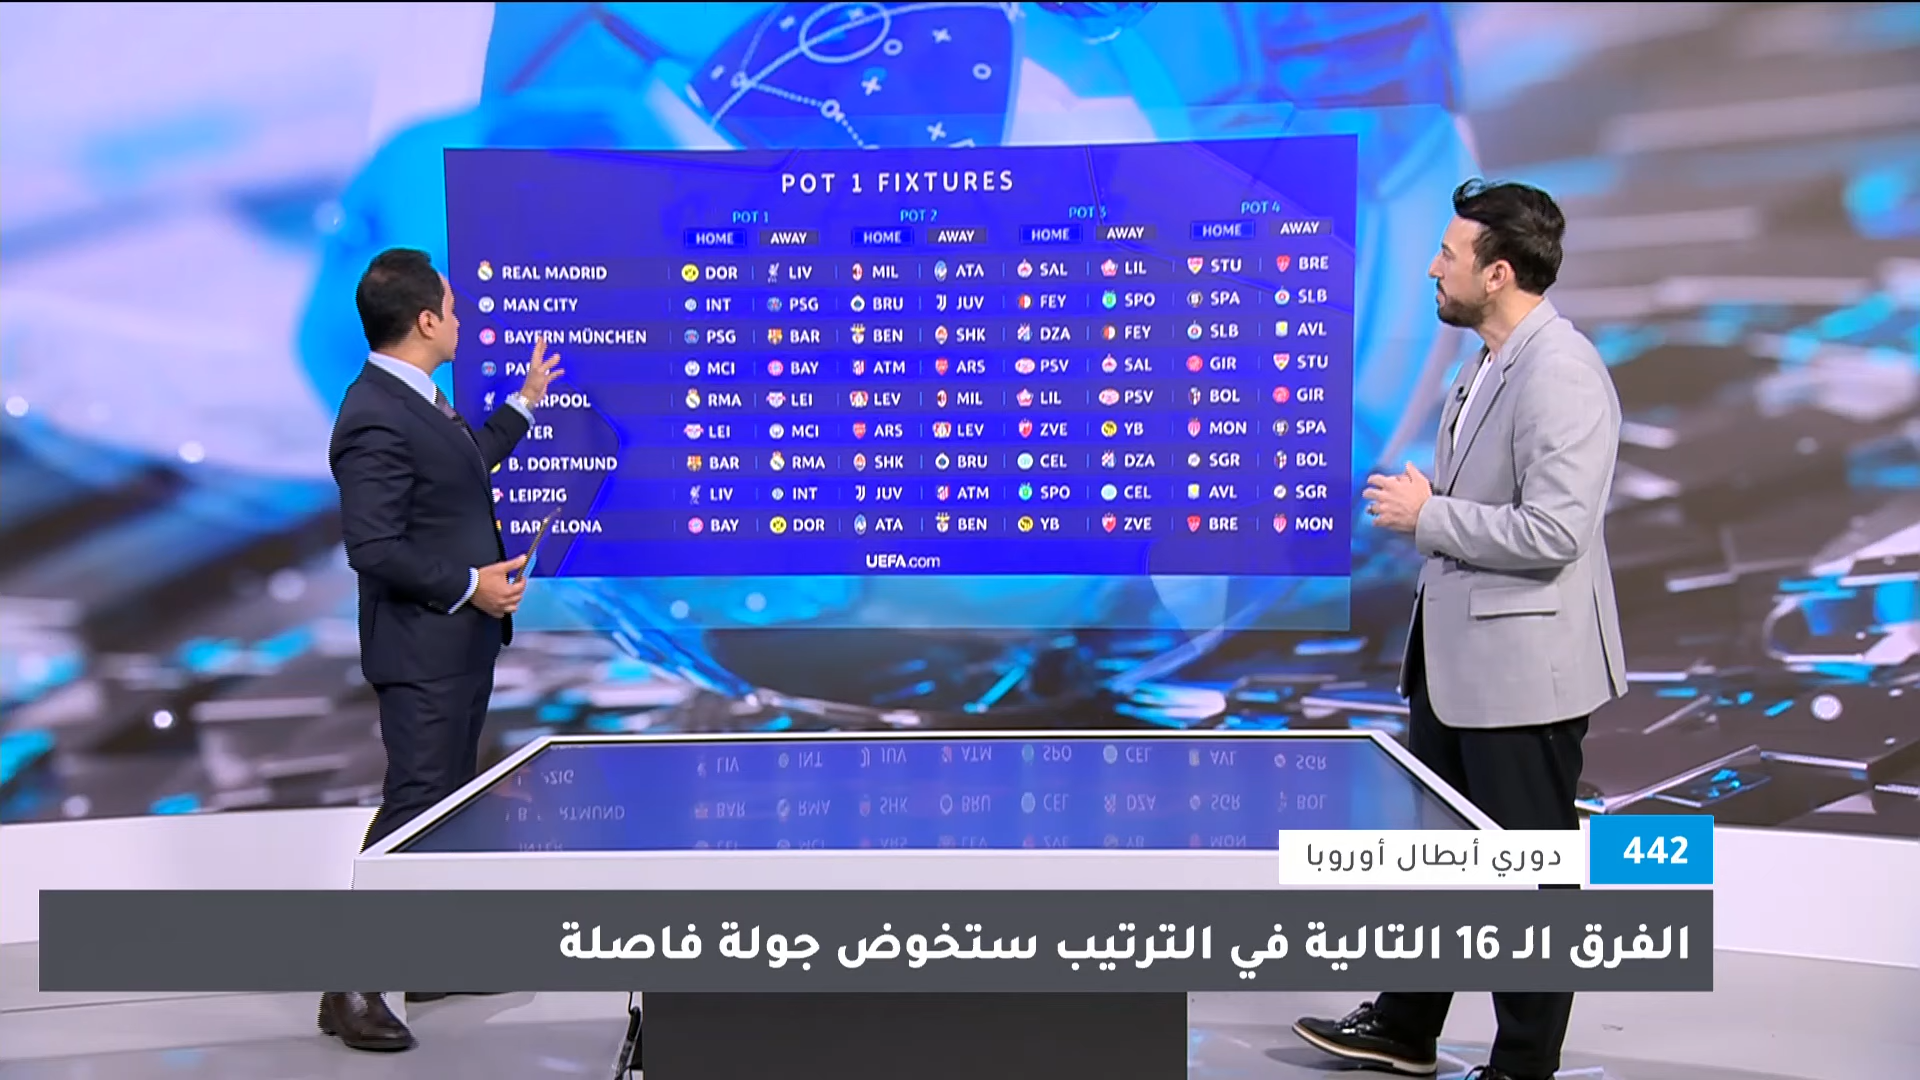 POT 1 FIXTURES
POT 1 POT 2 POT 3 POT 4
HOME AWAY HOME AWAY HOME AWAY HOME AWAY
REAL MADRID DOR LIV MIL ATA SAL LIL STU BRE
MAN CITY INT PSG BRU JUV FEY SPO SPA SLB
BAYERN MÜNCHEN PSG BAR BEN SHK DZA FEY SLB AVL
PA MCI BAY ATM ARS PSV SAL GIR STU
RPOOL RMA LEI LEV MIL LIL PSV BOL GIR
TER LEI MCI ARS LEV ZVE YB MON SPA
B. DORTMUND BAR RMA SHK BRU CEL DZA SGR BOL
LEIPZIG LIV INT JUV ATM SPO CEL AVL SGR
BARCELONA BAY DOR ATA BEN YB ZVE BRE MON
UEFA.com
442
دوري أبطال أوروبا
الفرق الـ 16 التالية في الترتيب ستخوض جولة فاصلة